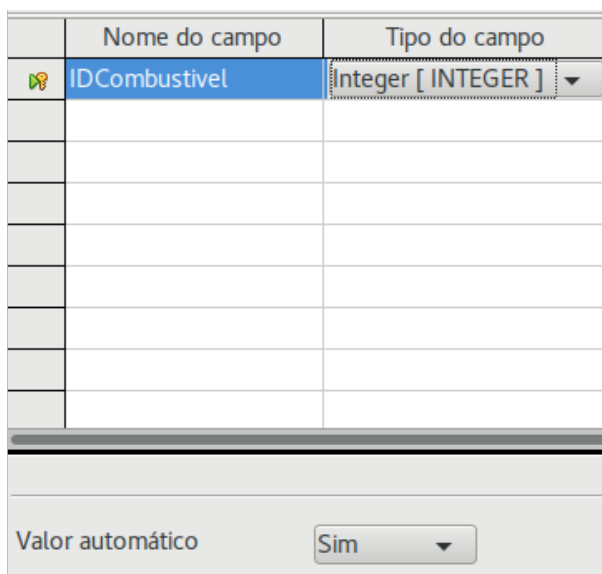 Nome do campo Tipo do campo
IDCombustivel Integer [ INTEGER ]
Valor automático Sim